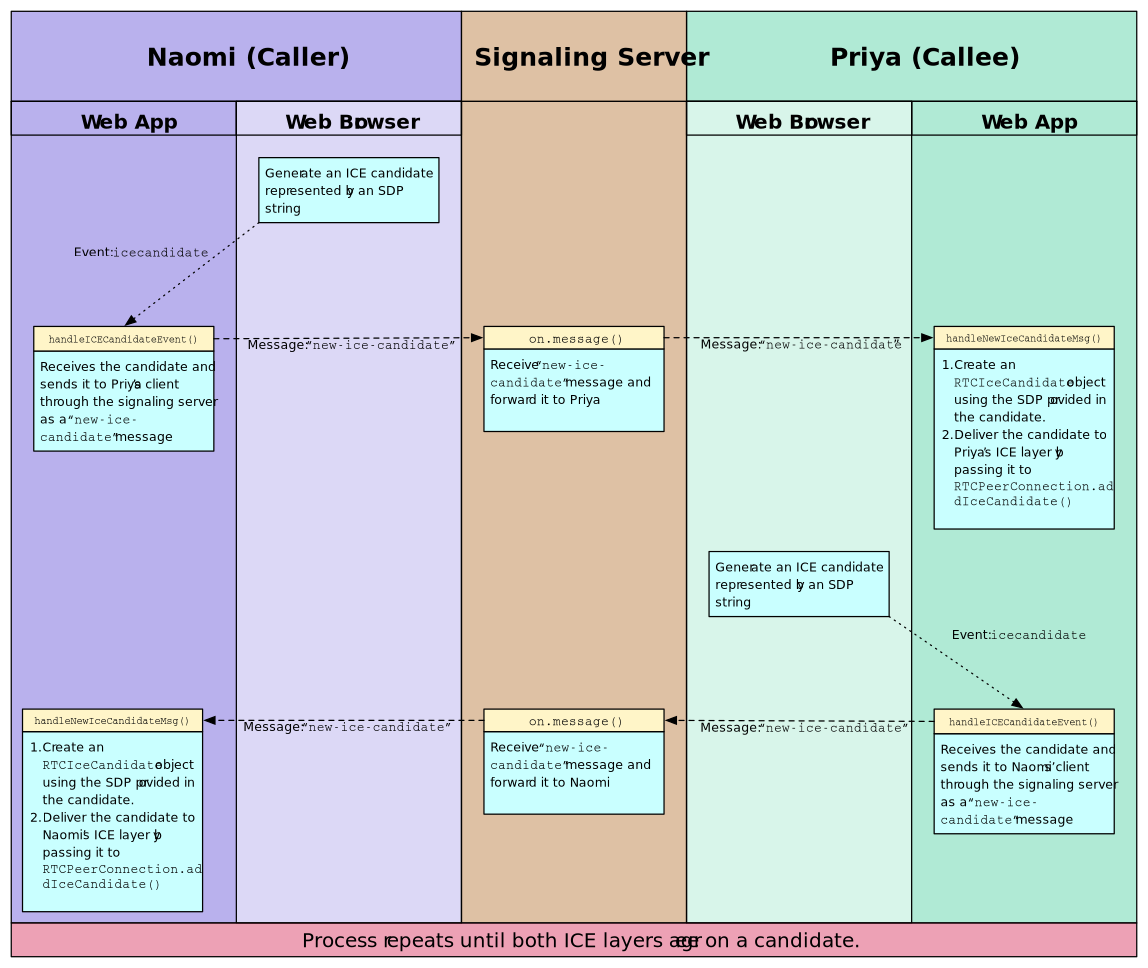 Naomi (Caller)
Signaling Server
Priya (Callee)
Web App
Web Browser
Web Browser
Web App
Generate an ICE candidate
represented by an SDP
string
Event: icecandidate
handleICECandidateEvent()
Receives the candidate and
sends it to Priya’s client
through the signaling server
as a “new-ice-
candidate” message
Message: “new-ice-candidate”
on.message()
Receive “new-ice-
candidate” message and
forward it to Priya
Message: “new-ice-candidate”
handleNewIceCandidateMsg()
1. Create an
RTCIceCandidate object
using the SDP provided in
the candidate.
2. Deliver the candidate to
Priya’s ICE layer by
passing it to
RTCPeerConnection.ad
dIceCandidate()
Generate an ICE candidate
represented by an SDP
string
Event: icecandidate
handleICECandidateEvent()
Receives the candidate and
sends it to Naomi’s client
through the signaling server
as a “new-ice-
candidate” message
Message: “new-ice-candidate”
on.message()
Receive “new-ice-
candidate” message and
forward it to Naomi
Message: “new-ice-candidate”
handleNewIceCandidateMsg()
1. Create an
RTCIceCandidate object
using the SDP provided in
the candidate.
2. Deliver the candidate to
Naomi’s ICE layer by
passing it to
RTCPeerConnection.ad
dIceCandidate()
Process repeats until both ICE layers agree on a candidate.